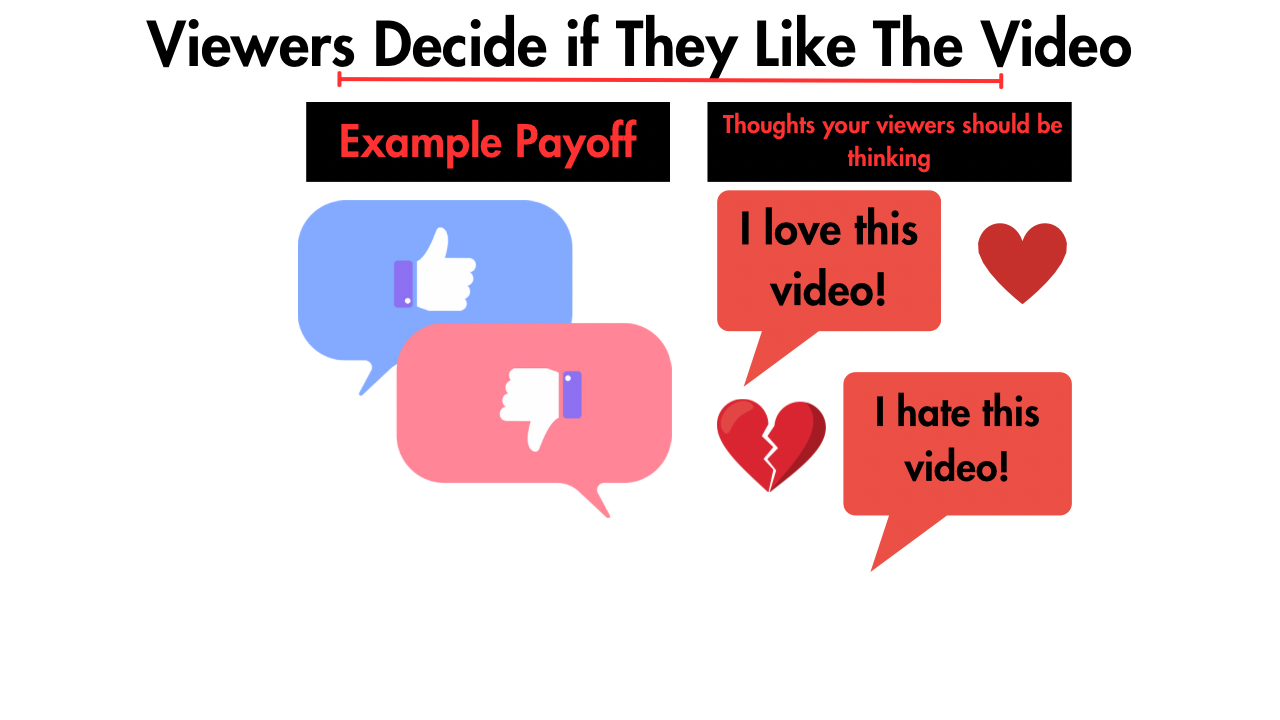 Viewers Decide if They Like The Video
Example Payoff
Thoughts your viewers should be
thinking
I love this
video!
I hate this
video!